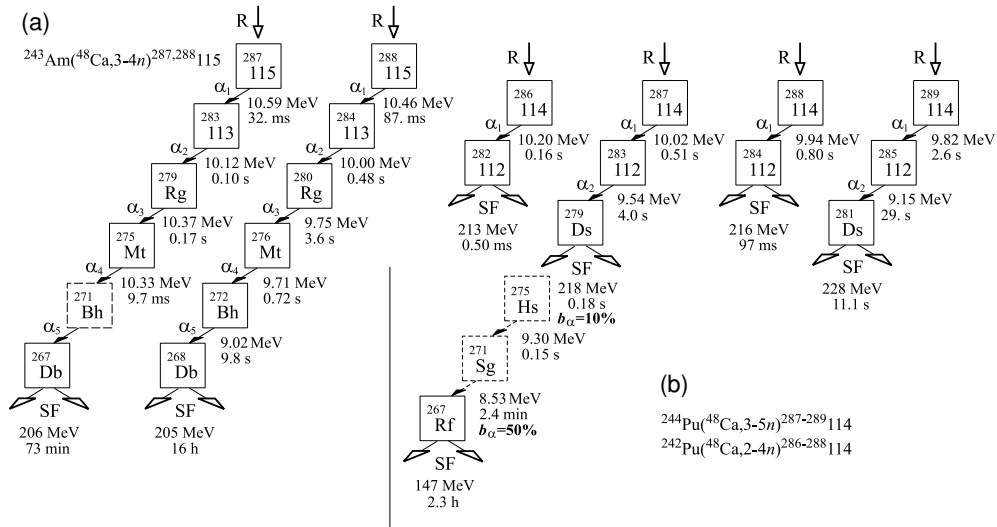 (a)
²⁴³Am(⁴⁸Ca,3-4n)²⁸⁷,²⁸⁸115
R
287
115
α₁
10.59 MeV
32. ms
283
113
α₂
10.12 MeV
0.10 s
279
Rg
α₃
10.37 MeV
0.17 s
275
Mt
α₄
10.33 MeV
9.7 ms
271
Bh
α₅
267
Db
SF
206 MeV
73 min
R
288
115
α₁
10.46 MeV
87. ms
284
113
α₂
10.00 MeV
0.48 s
280
Rg
α₃
9.75 MeV
3.6 s
276
Mt
α₄
9.71 MeV
0.72 s
272
Bh
α₅
9.02 MeV
9.8 s
268
Db
SF
205 MeV
16 h
R
286
114
α₁
10.20 MeV
0.16 s
282
112
SF
213 MeV
0.50 ms
R
287
114
α₁
10.02 MeV
0.51 s
283
112
α₂
9.54 MeV
4.0 s
279
Ds
SF
218 MeV
0.18 s
bα=10%
275
Hs
9.30 MeV
0.15 s
271
Sg
8.53 MeV
2.4 min
bα=50%
267
Rf
SF
147 MeV
2.3 h
R
288
114
α₁
9.94 MeV
0.80 s
284
112
SF
216 MeV
97 ms
R
289
114
α₁
9.82 MeV
2.6 s
285
112
α₂
9.15 MeV
29. s
281
Ds
SF
228 MeV
11.1 s
(b)
²⁴⁴Pu(⁴⁸Ca,3-5n)²⁸⁷⁻²⁸⁹114
²⁴²Pu(⁴⁸Ca,2-4n)²⁸⁶⁻²⁸⁸114